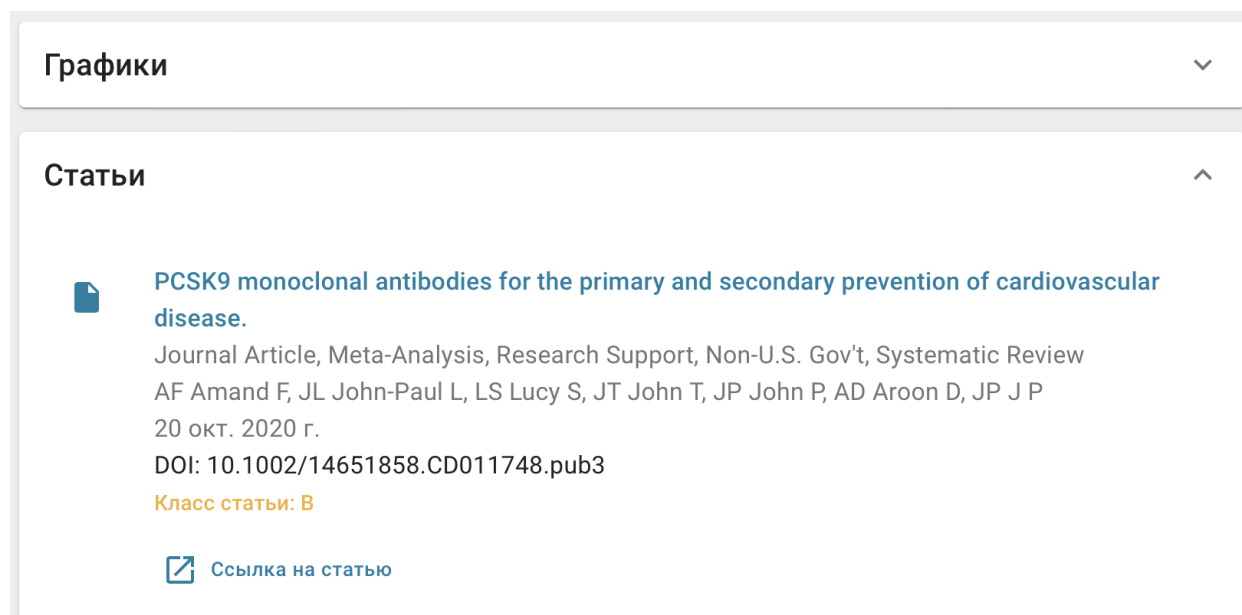 Графики
Статьи
PCSK9 monoclonal antibodies for the primary and secondary prevention of cardiovascular
disease.
Journal Article, Meta-Analysis, Research Support, Non-U.S. Gov't, Systematic Review
AF Amand F, JL John-Paul L, LS Lucy S, JT John T, JP John P, AD Aroon D, JP J P
20 окт. 2020 г.
DOI: 10.1002/14651858.CD011748.pub3
Класс статьи: B
Ссылка на статью